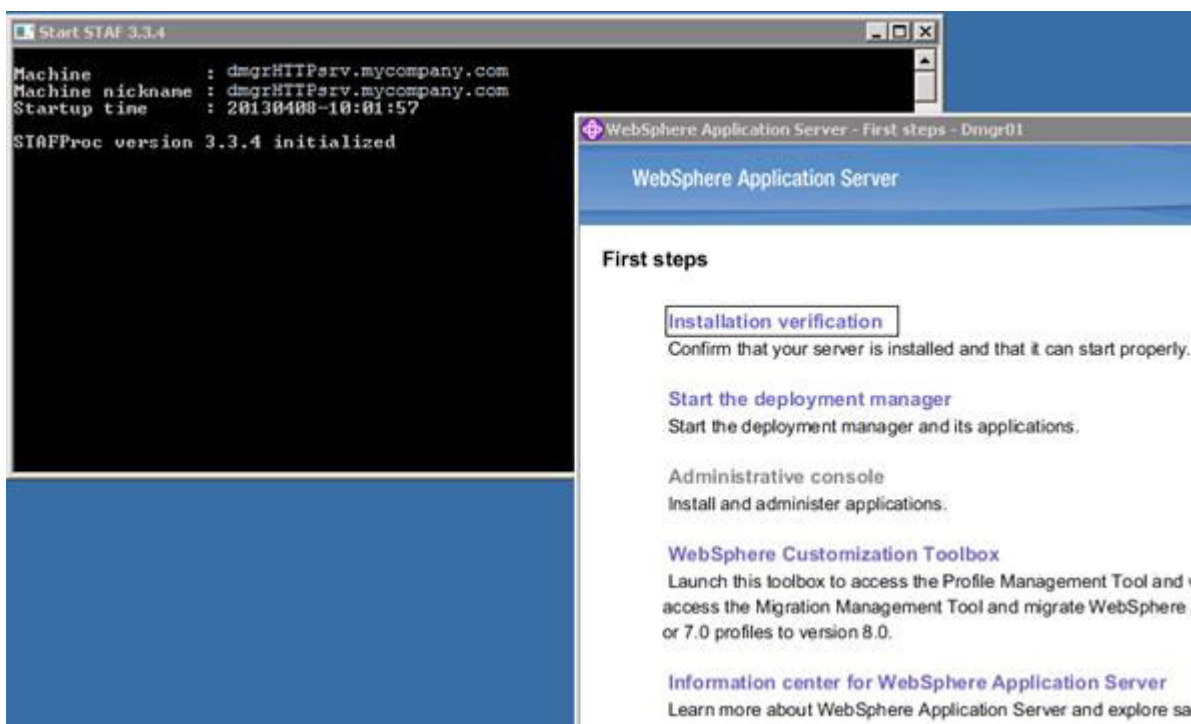 Start STAF 3.3.4
Machine : dmgrHTTPsrv.mycompany.com
Machine nickname : dmgrHTTPsrv.mycompany.com
Startup time : 20130408-10:01:57
STAFProc version 3.3.4 initialized
WebSphere Application Server - First steps - Dmgr01
WebSphere Application Server
First steps
Installation verification
Confirm that your server is installed and that it can start properly.
Start the deployment manager
Start the deployment manager and its applications.
Administrative console
Install and administer applications.
WebSphere Customization Toolbox
Launch this toolbox to access the Profile Management Tool and
access the Migration Management Tool and migrate WebSphere
or 7.0 profiles to version 8.0.
Information center for WebSphere Application Server
Learn more about WebSphere Application Server and explore sa